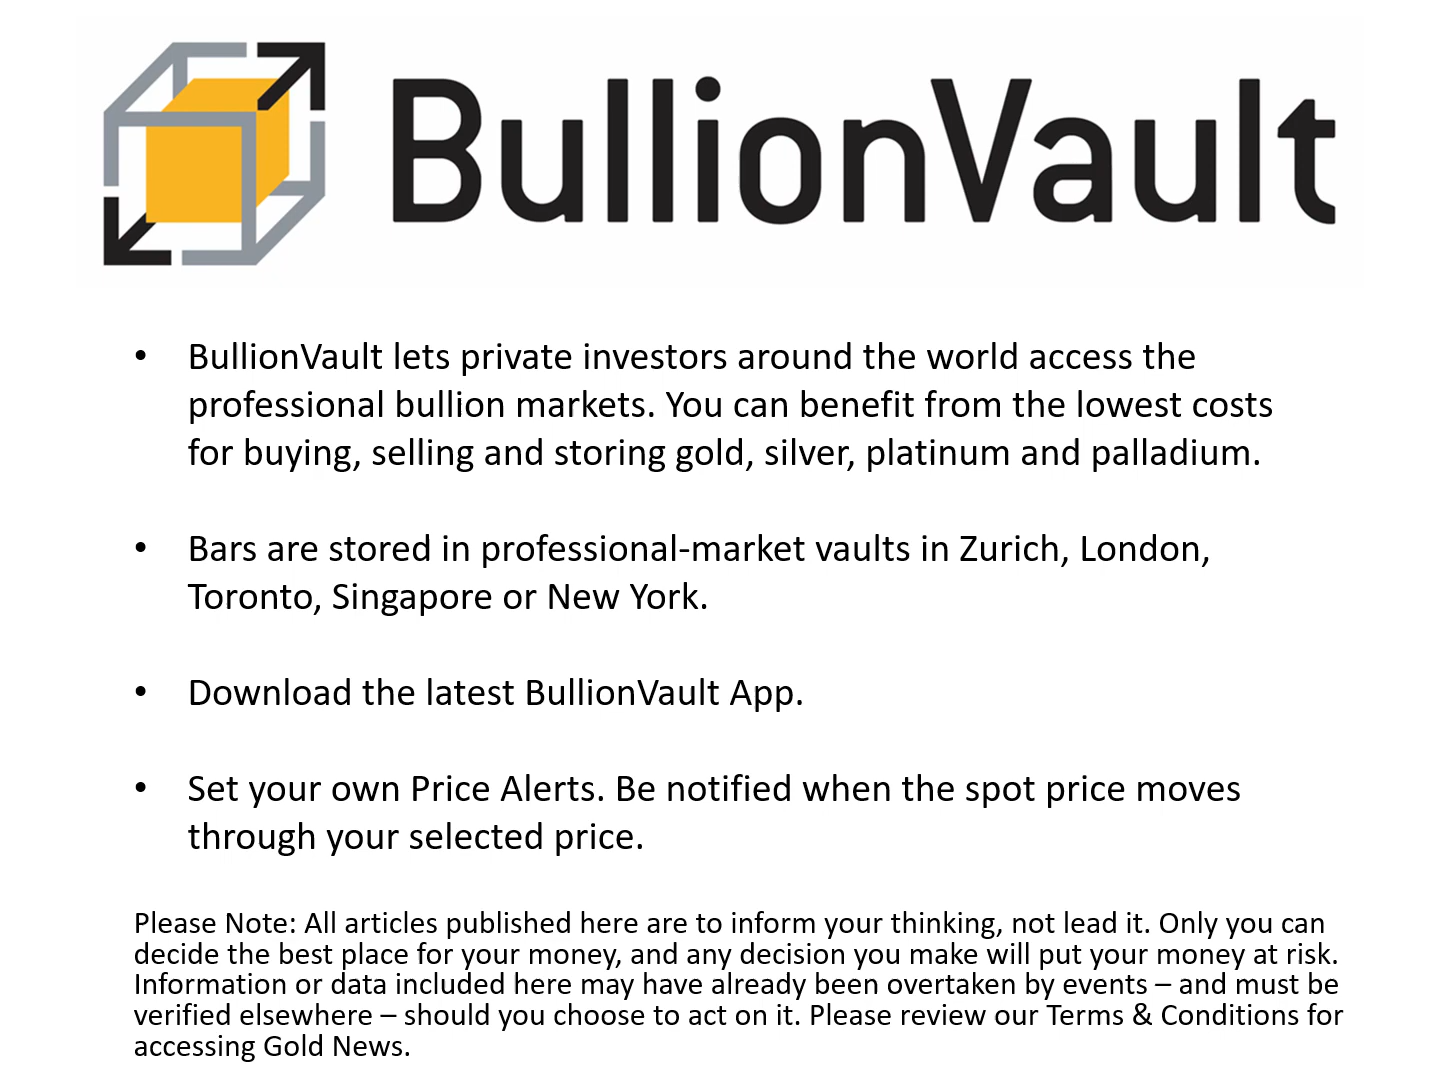 BullionVault
• BullionVault lets private investors around the world access the
professional bullion markets. You can benefit from the lowest costs
for buying, selling and storing gold, silver, platinum and palladium.
• Bars are stored in professional-market vaults in Zurich, London,
Toronto, Singapore or New York.
• Download the latest BullionVault App.
• Set your own Price Alerts. Be notified when the spot price moves
through your selected price.
Please Note: All articles published here are to inform your thinking, not lead it. Only you can
decide the best place for your money, and any decision you make will put your money at risk.
Information or data included here may have already been overtaken by events – and must be
verified elsewhere – should you choose to act on it. Please review our Terms & Conditions for
accessing Gold News.